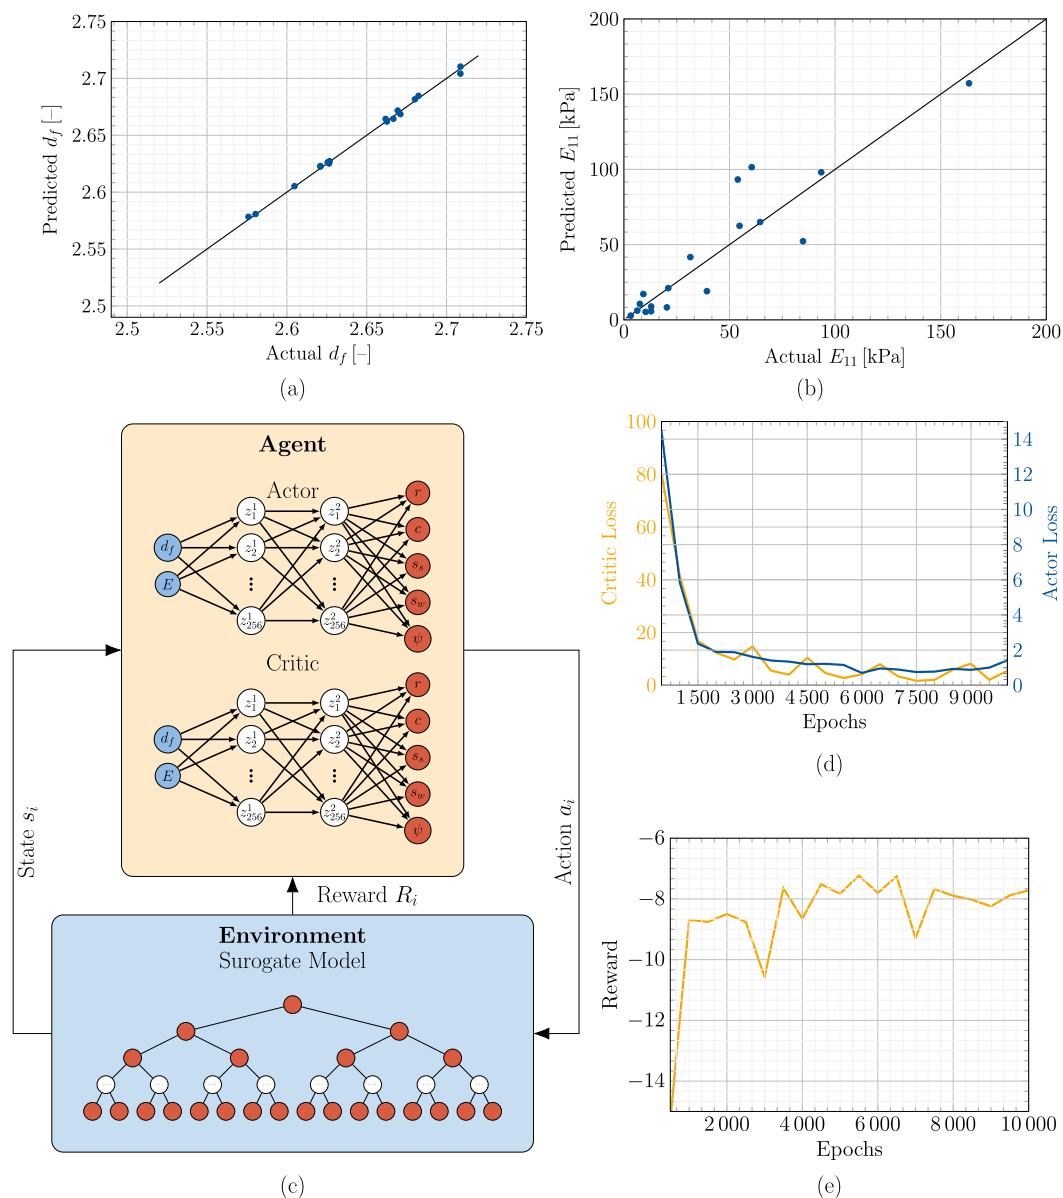 2.75
2.7
2.65
2.6
2.55
2.5
2.5
2.55
2.6
2.65
2.7
2.75
Predicted d_f [–]
Actual d_f [–]
(a)
200
150
100
50
0
0
50
100
150
200
Predicted E_11 [kPa]
Actual E_11 [kPa]
(b)
Agent
Actor
d_f
E
z_1^1
z_2^1
z_256^1
z_1^2
z_2^2
z_256^2
r
c
s_s
s_w
ψ
Critic
d_f
E
z_1^1
z_2^1
z_256^1
z_1^2
z_2^2
z_256^2
r
c
s_s
s_w
ψ
State s_i
Action a_i
Reward R_i
Environment
Surogate Model
(c)
100
80
60
40
20
0
Crtitic Loss
14
12
10
8
6
4
2
0
Actor Loss
1 500
3 000
4 500
6 000
7 500
9 000
Epochs
(d)
−6
−8
−10
−12
−14
Reward
2 000
4 000
6 000
8 000
10 000
Epochs
(e)